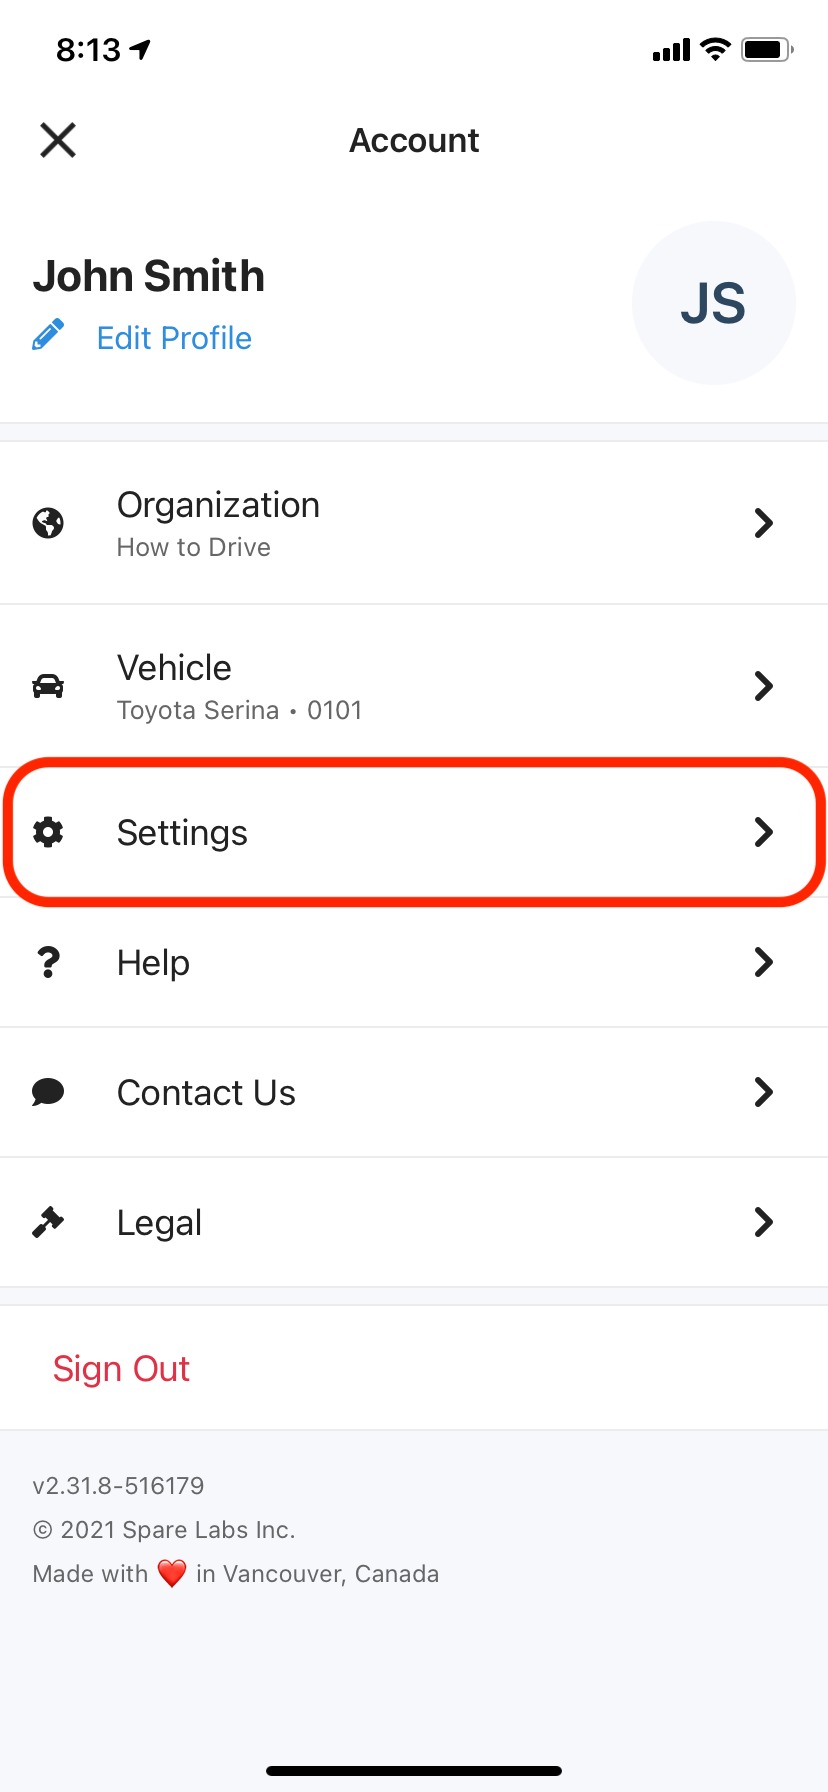 8:13
Account
John Smith
JS
Edit Profile
Organization
How to Drive
Vehicle
Toyota Serina • 0101
Settings
Help
Contact Us
Legal
Sign Out
v2.31.8-516179
© 2021 Spare Labs Inc.
Made with ❤️ in Vancouver, Canada